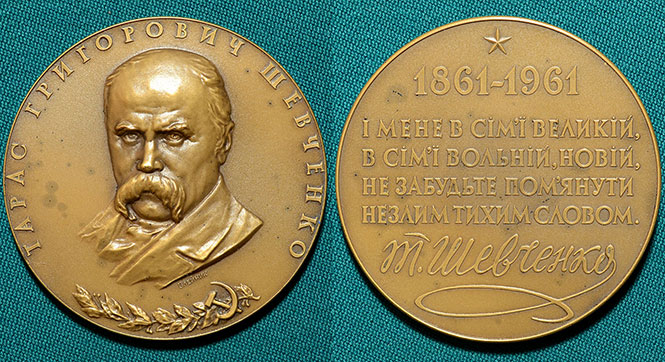 ТАРАС ГРИГОРОВИЧ ШЕВЧЕНКО
1861-1961
І МЕНЕ В СІМ'Ї ВЕЛИКІЙ,
В СІМ'Ї ВОЛЬНІЙ, НОВІЙ,
НЕ ЗАБУДЬТЕ ПОМ'ЯНУТИ
НЕЗЛИМ ТИХИМ СЛОВОМ.
Т. Шевченко